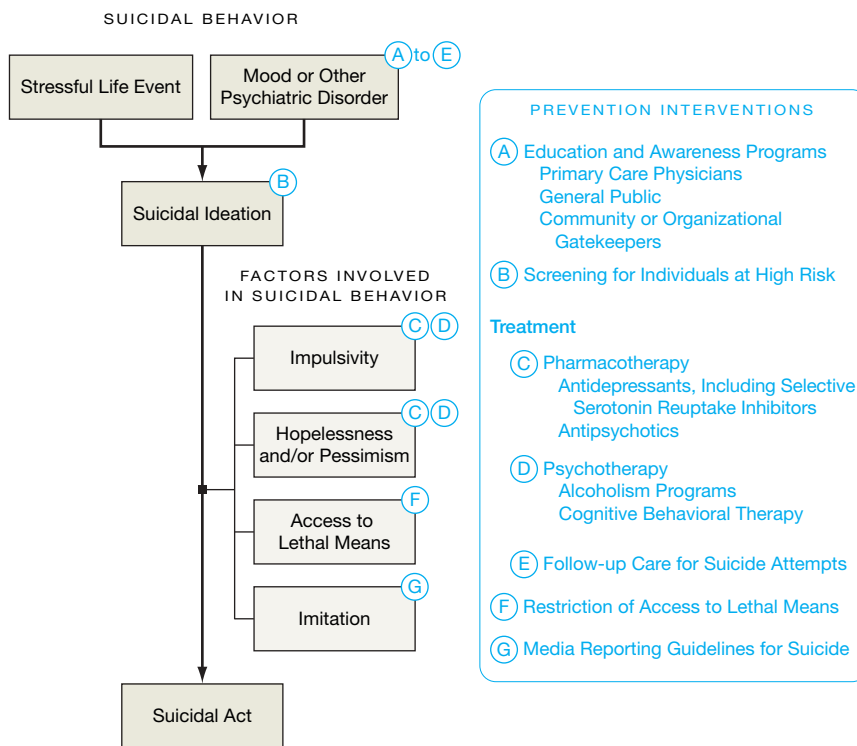 SUICIDAL BEHAVIOR
Stressful Life Event
Mood or Other
Psychiatric Disorder
A to E
Suicidal Ideation
B
FACTORS INVOLVED
IN SUICIDAL BEHAVIOR
Impulsivity
C D
Hopelessness
and/or Pessimism
C D
Access to
Lethal Means
F
Imitation
G
Suicidal Act
PREVENTION INTERVENTIONS
A Education and Awareness Programs
Primary Care Physicians
General Public
Community or Organizational
Gatekeepers
B Screening for Individuals at High Risk
Treatment
C Pharmacotherapy
Antidepressants, Including Selective
Serotonin Reuptake Inhibitors
Antipsychotics
D Psychotherapy
Alcoholism Programs
Cognitive Behavioral Therapy
E Follow-up Care for Suicide Attempts
F Restriction of Access to Lethal Means
G Media Reporting Guidelines for Suicide